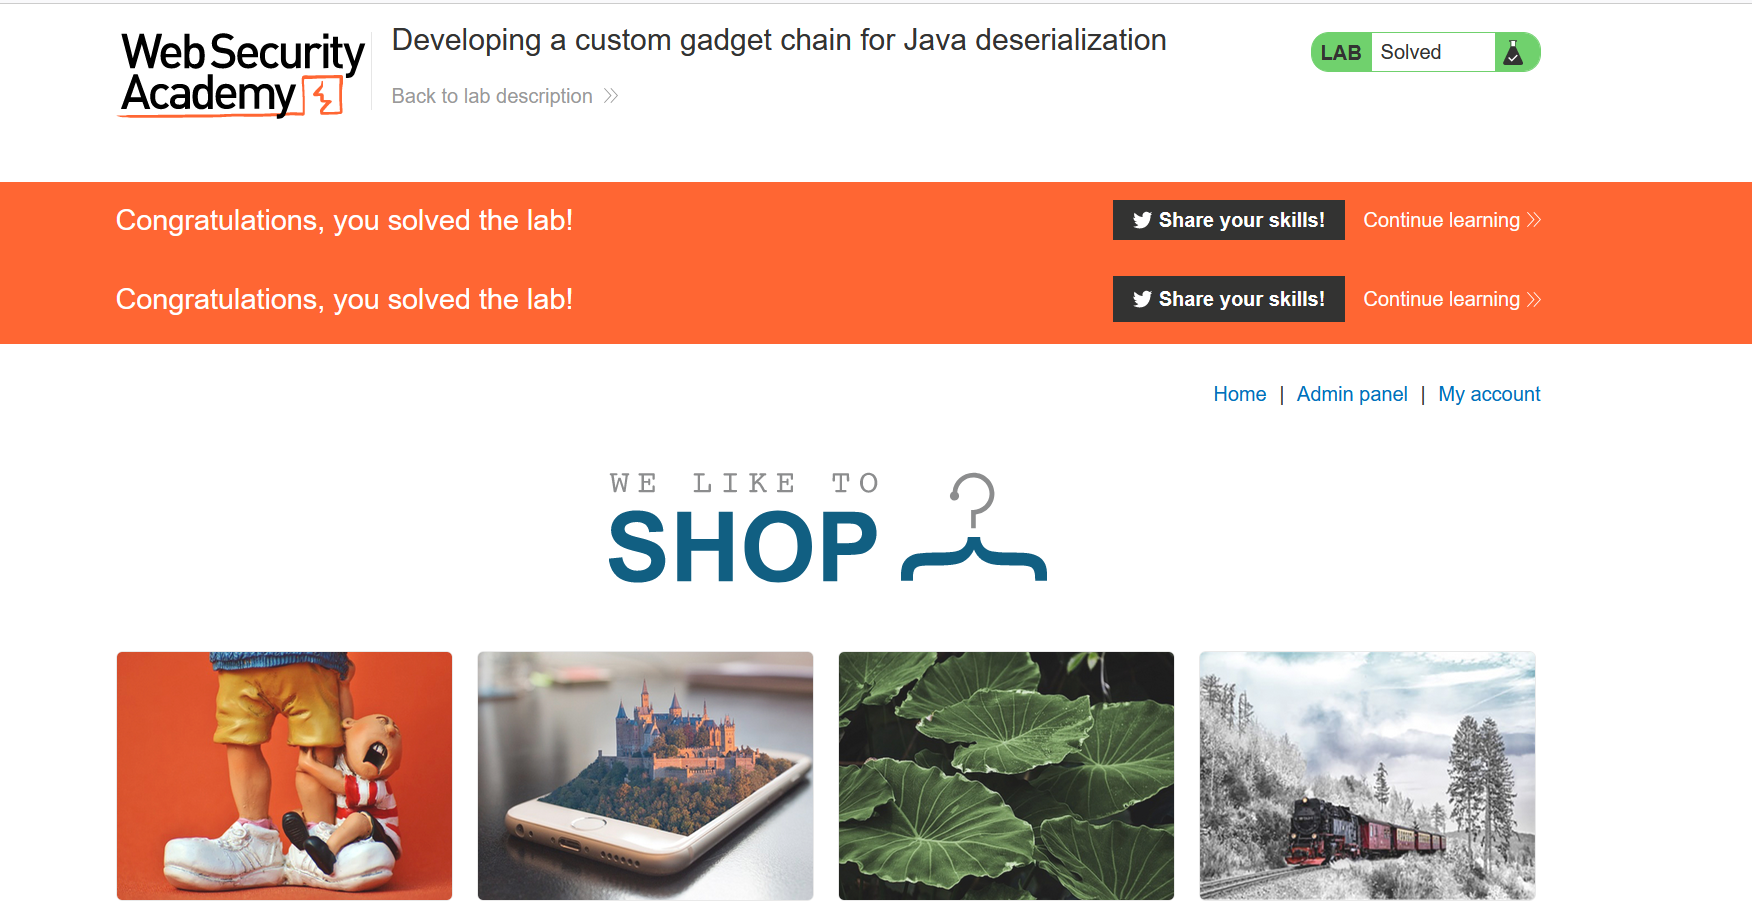 Web Security
Academy
Developing a custom gadget chain for Java deserialization
Back to lab description
LAB Solved
Congratulations, you solved the lab!
Share your skills! Continue learning
Congratulations, you solved the lab!
Share your skills! Continue learning
Home | Admin panel | My account
WE LIKE TO
SHOP